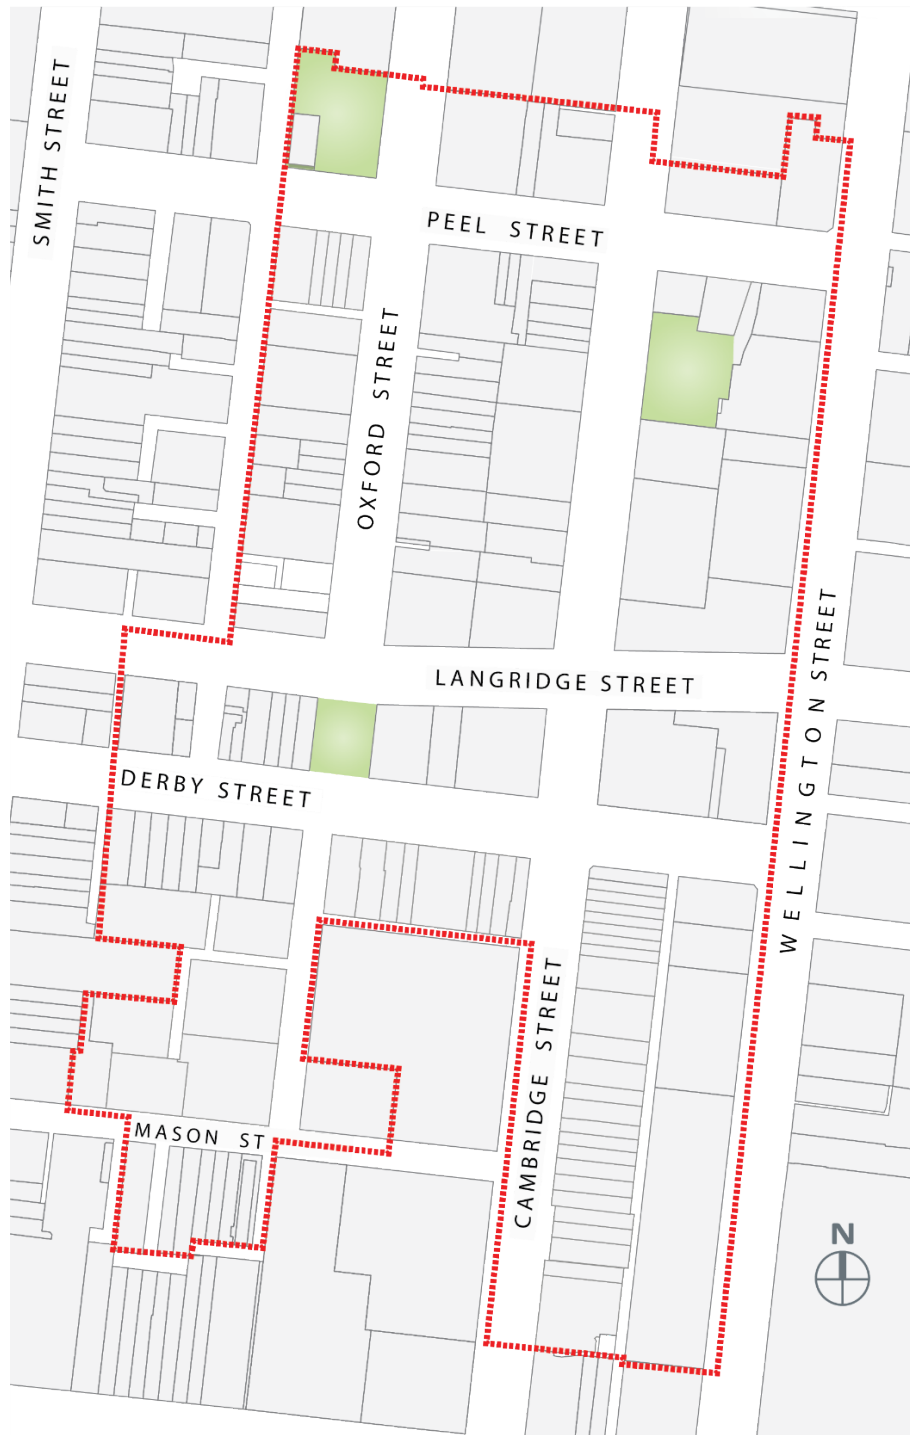 SMITH STREET
PEEL STREET
OXFORD STREET
LANGRIDGE STREET
WELLINGTON STREET
DERBY STREET
CAMBRIDGE STREET
MASON ST
N